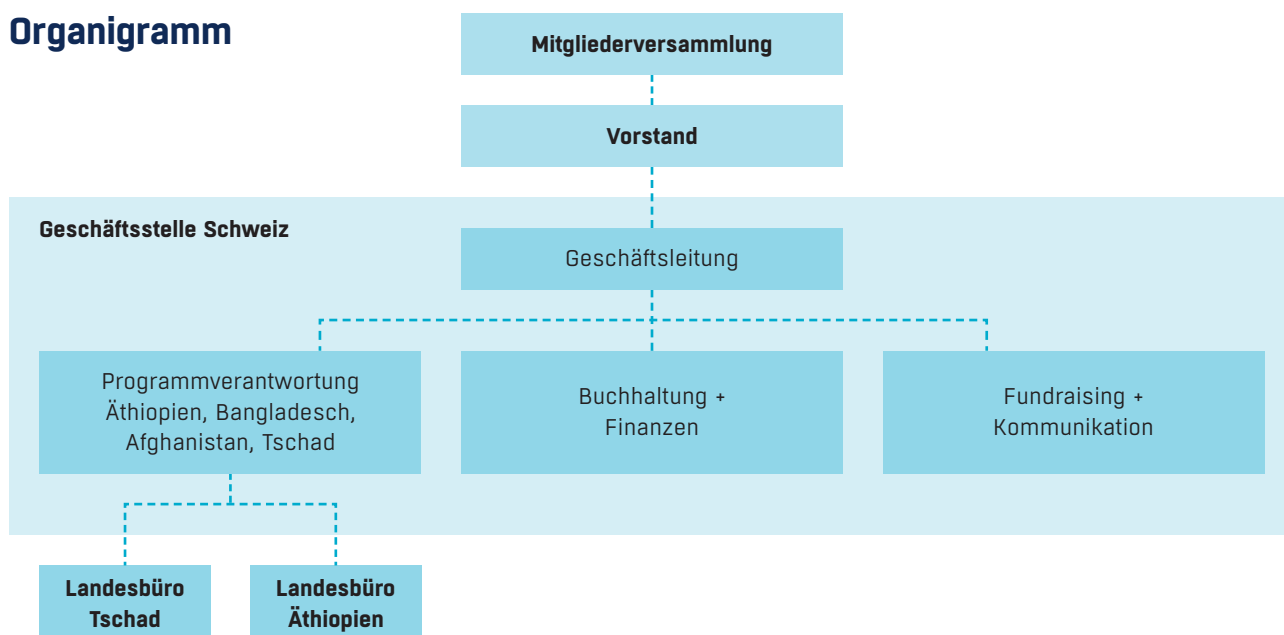 Organigramm
Mitgliederversammlung
Vorstand
Geschäftsstelle Schweiz
Geschäftsleitung
Programmverantwortung
Äthiopien, Bangladesch,
Afghanistan, Tschad
Buchhaltung +
Finanzen
Fundraising +
Kommunikation
Landesbüro
Tschad
Landesbüro
Äthiopien